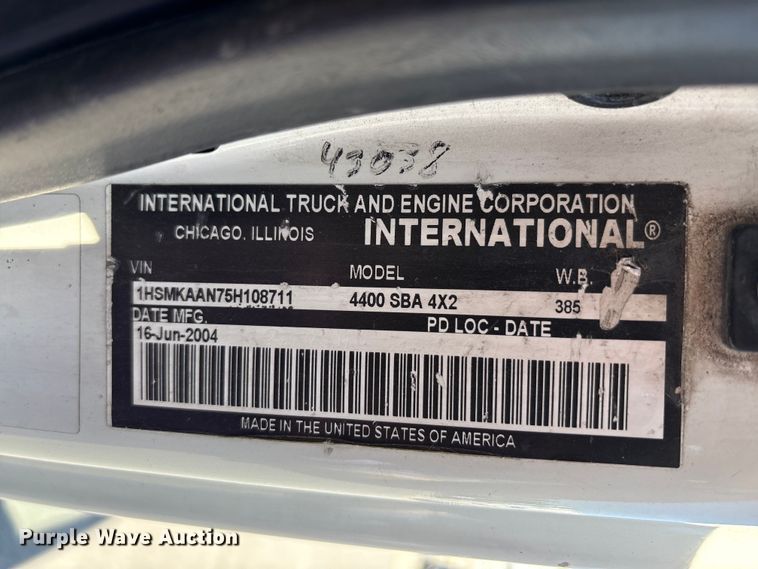 43038
INTERNATIONAL TRUCK AND ENGINE CORPORATION
CHICAGO, ILLINOIS INTERNATIONAL®
VIN MODEL W.B.
1HSMKAAN75H108711 4400 SBA 4X2 385
DATE MFG. PD LOC - DATE
16-Jun-2004
MADE IN THE UNITED STATES OF AMERICA
Purple Wave Auction